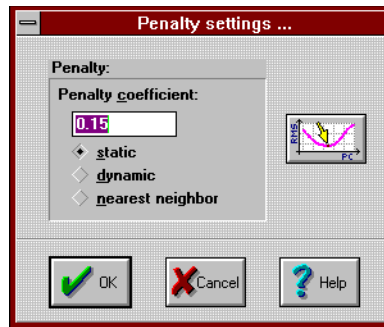 Penalty settings ...
Penalty:
Penalty coefficient:
0.15
static
dynamic
nearest neighbor
RMS
PC
OK
Cancel
Help